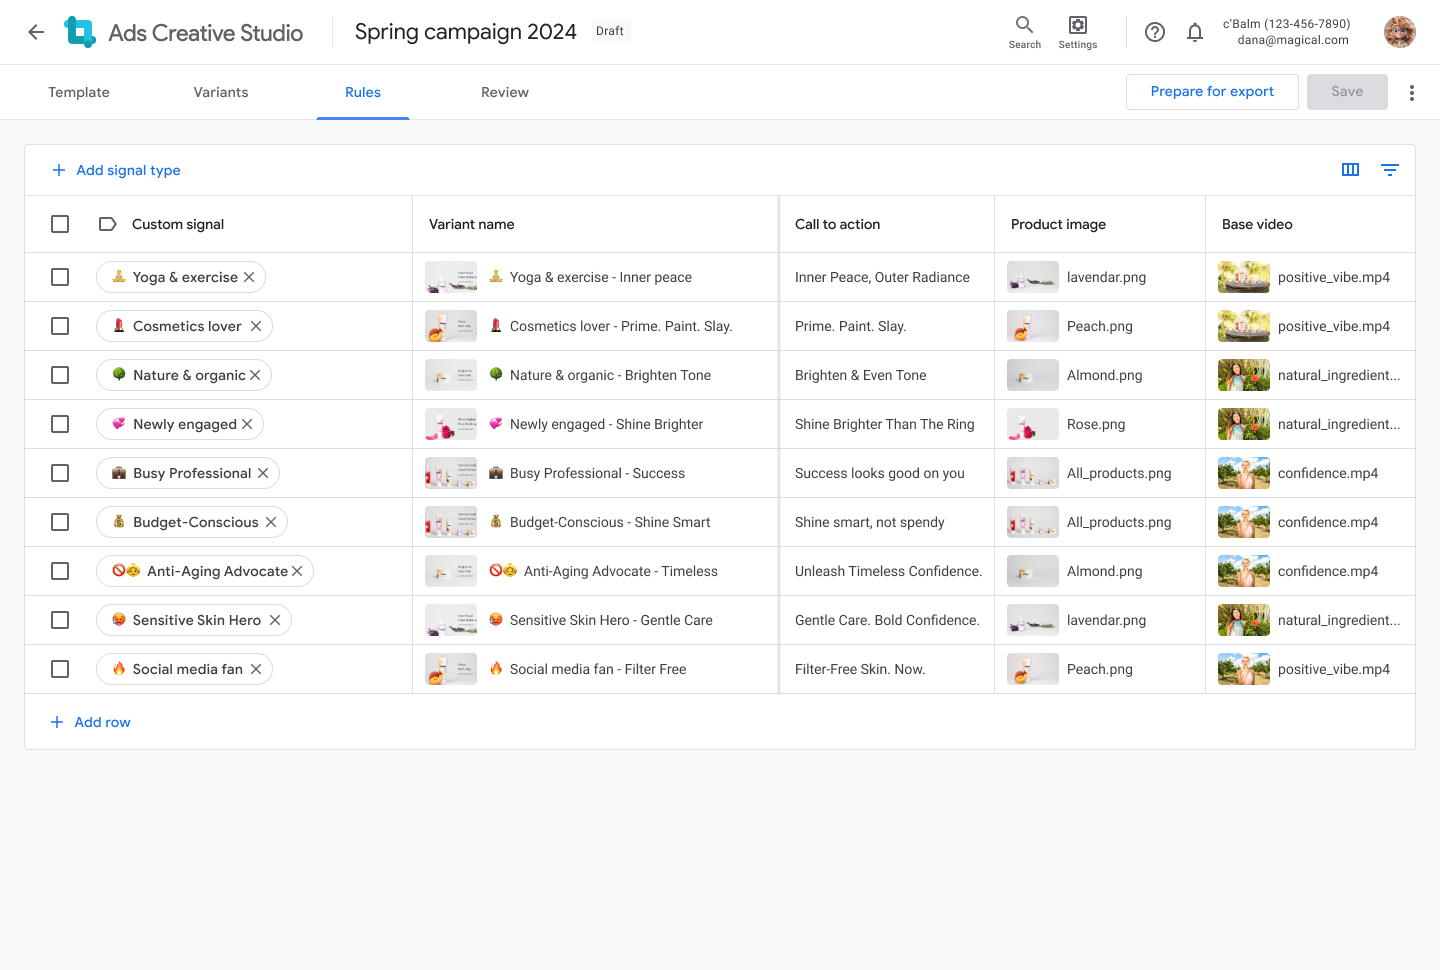 Ads Creative Studio
Spring campaign 2024
Draft
Search
Settings
c'Balm (123-456-7890)
dana@magical.com
Template
Variants
Rules
Review
Prepare for export
Save
Add signal type
Custom signal
Variant name
Call to action
Product image
Base video
Yoga & exercise
Yoga & exercise - Inner peace
Inner Peace, Outer Radiance
lavendar.png
positive_vibe.mp4
Cosmetics lover
Cosmetics lover - Prime. Paint. Slay.
Prime. Paint. Slay.
Peach.png
positive_vibe.mp4
Nature & organic
Nature & organic - Brighten Tone
Brighten & Even Tone
Almond.png
natural_ingredient...
Newly engaged
Newly engaged - Shine Brighter
Shine Brighter Than The Ring
Rose.png
natural_ingredient...
Busy Professional
Busy Professional - Success
Success looks good on you
All_products.png
confidence.mp4
Budget-Conscious
Budget-Conscious - Shine Smart
Shine smart, not spendy
All_products.png
confidence.mp4
Anti-Aging Advocate
Anti-Aging Advocate - Timeless
Unleash Timeless Confidence.
Almond.png
confidence.mp4
Sensitive Skin Hero
Sensitive Skin Hero - Gentle Care
Gentle Care. Bold Confidence.
lavendar.png
natural_ingredient...
Social media fan
Social media fan - Filter Free
Filter-Free Skin. Now.
Peach.png
positive_vibe.mp4
Add row